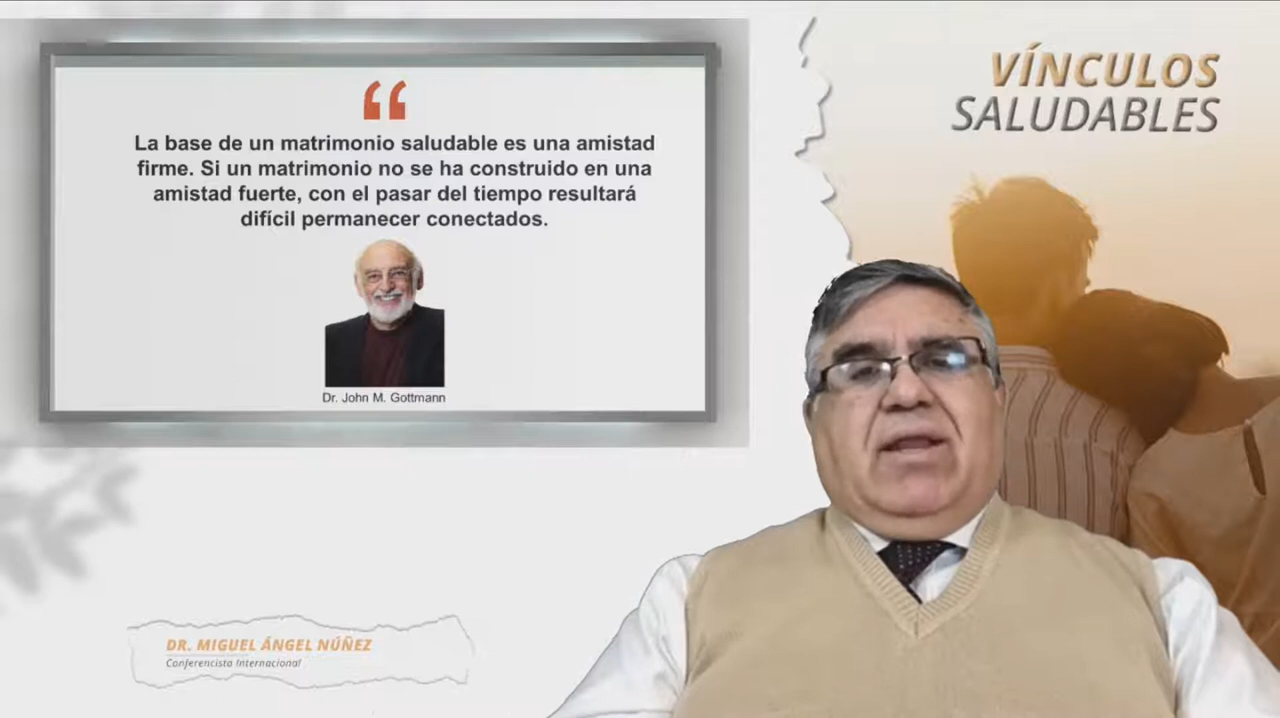 VÍNCULOS
SALUDABLES
“
La base de un matrimonio saludable es una amistad
firme. Si un matrimonio no se ha construido en una
amistad fuerte, con el pasar del tiempo resultará
difícil permanecer conectados.
Dr. John M. Gottmann
DR. MIGUEL ÁNGEL NÚÑEZ
Conferencista Internacional